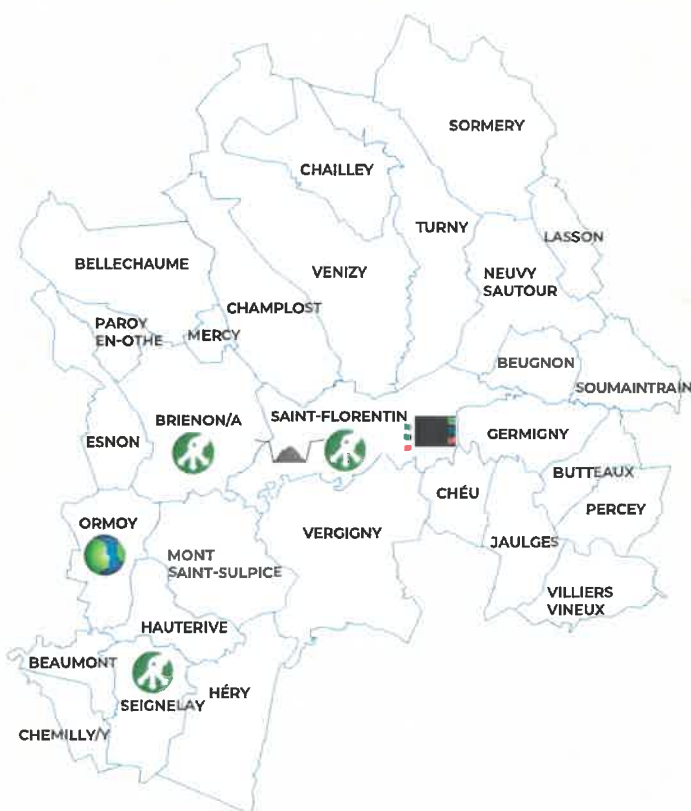 SORMERY
CHAILLEY
TURNY
LASSON
BELLECHAUME
VENIZY
NEUVY
SAUTOUR
CHAMPLOST
PAROY
EN-OTHE
MERCY
BEUGNON
SOUMAINTRAIN
SAINT-FLORENTIN
BRIENON/A
ESNON
GERMIGNY
BUTTEAUX
CHÉU
PERCEY
ORMOY
VERGIGNY
JAULGES
MONT
SAINT-SULPICE
VILLIERS
VINEUX
HAUTERIVE
BEAUMONT
HÉRY
SEIGNELAY
CHEMILLY/Y